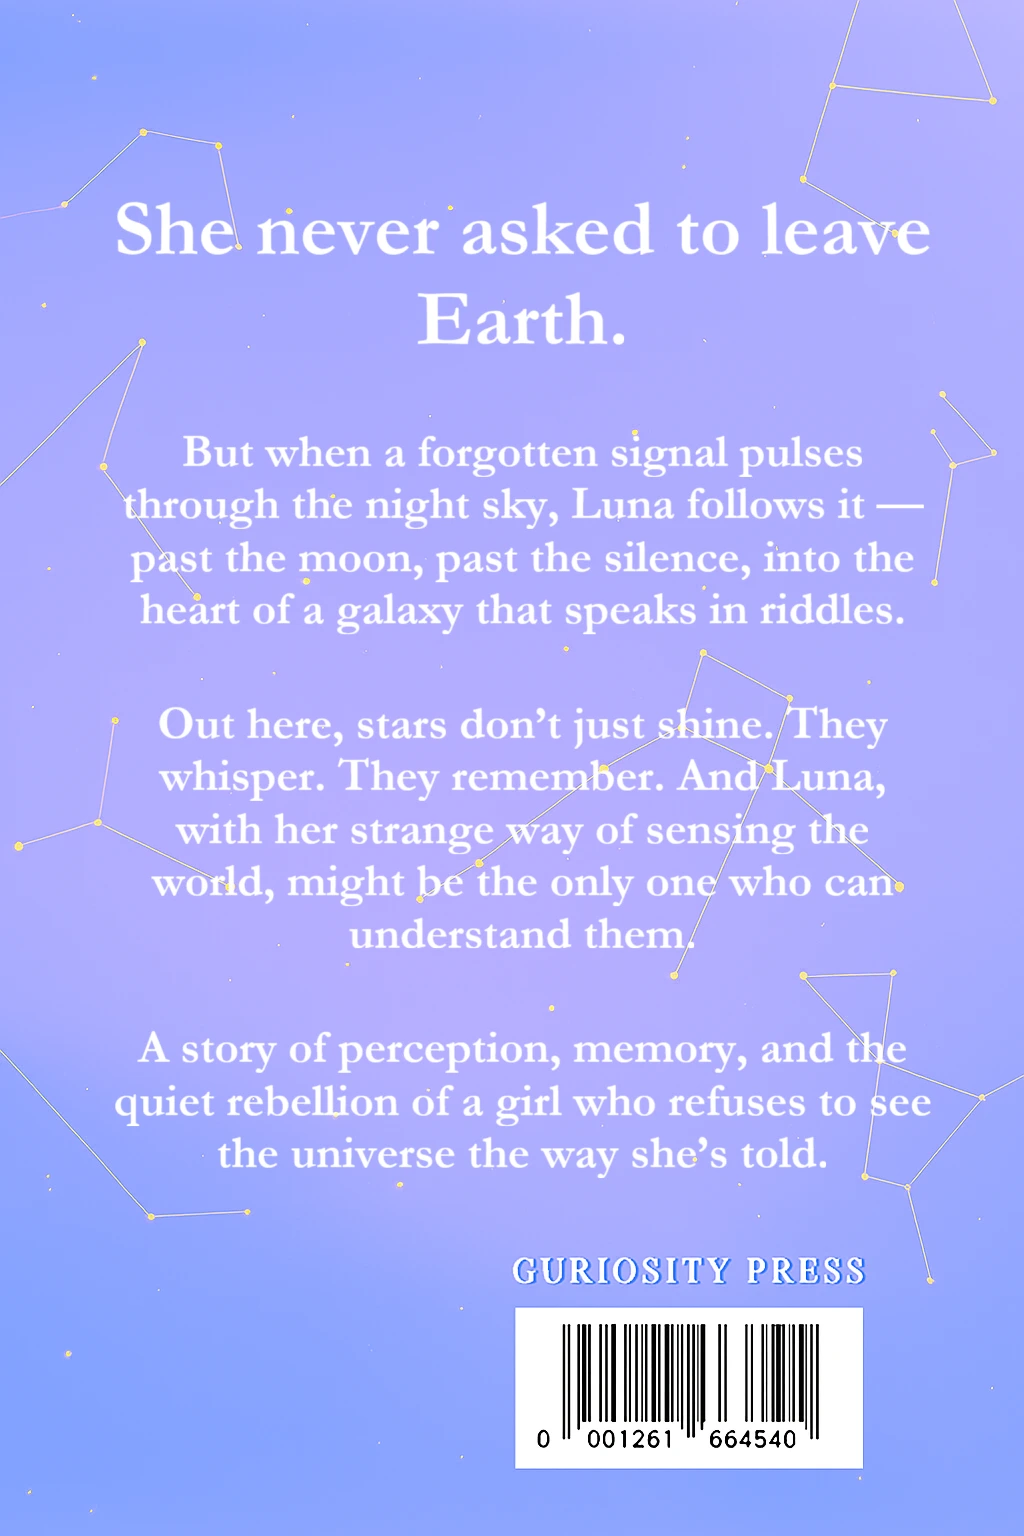 She never asked to leave
Earth.
But when a forgotten signal pulses
through the night sky, Luna follows it —
past the moon, past the silence, into the
heart of a galaxy that speaks in riddles.
Out here, stars don’t just shine. They
whisper. They remember. And Luna,
with her strange way of sensing the
world, might be the only one who can
understand them.
A story of perception, memory, and the
quiet rebellion of a girl who refuses to see
the universe the way she’s told.
GURIOSITY PRESS
0 001261 664540